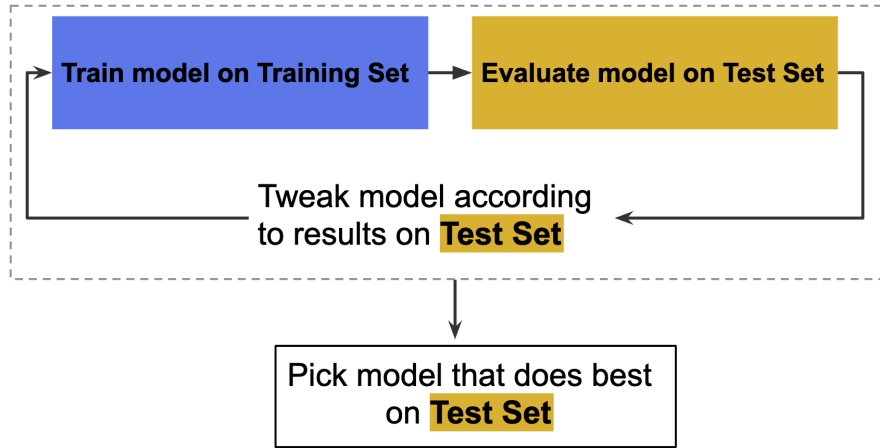 Train model on Training Set
Evaluate model on Test Set
Tweak model according
to results on Test Set
Pick model that does best
on Test Set